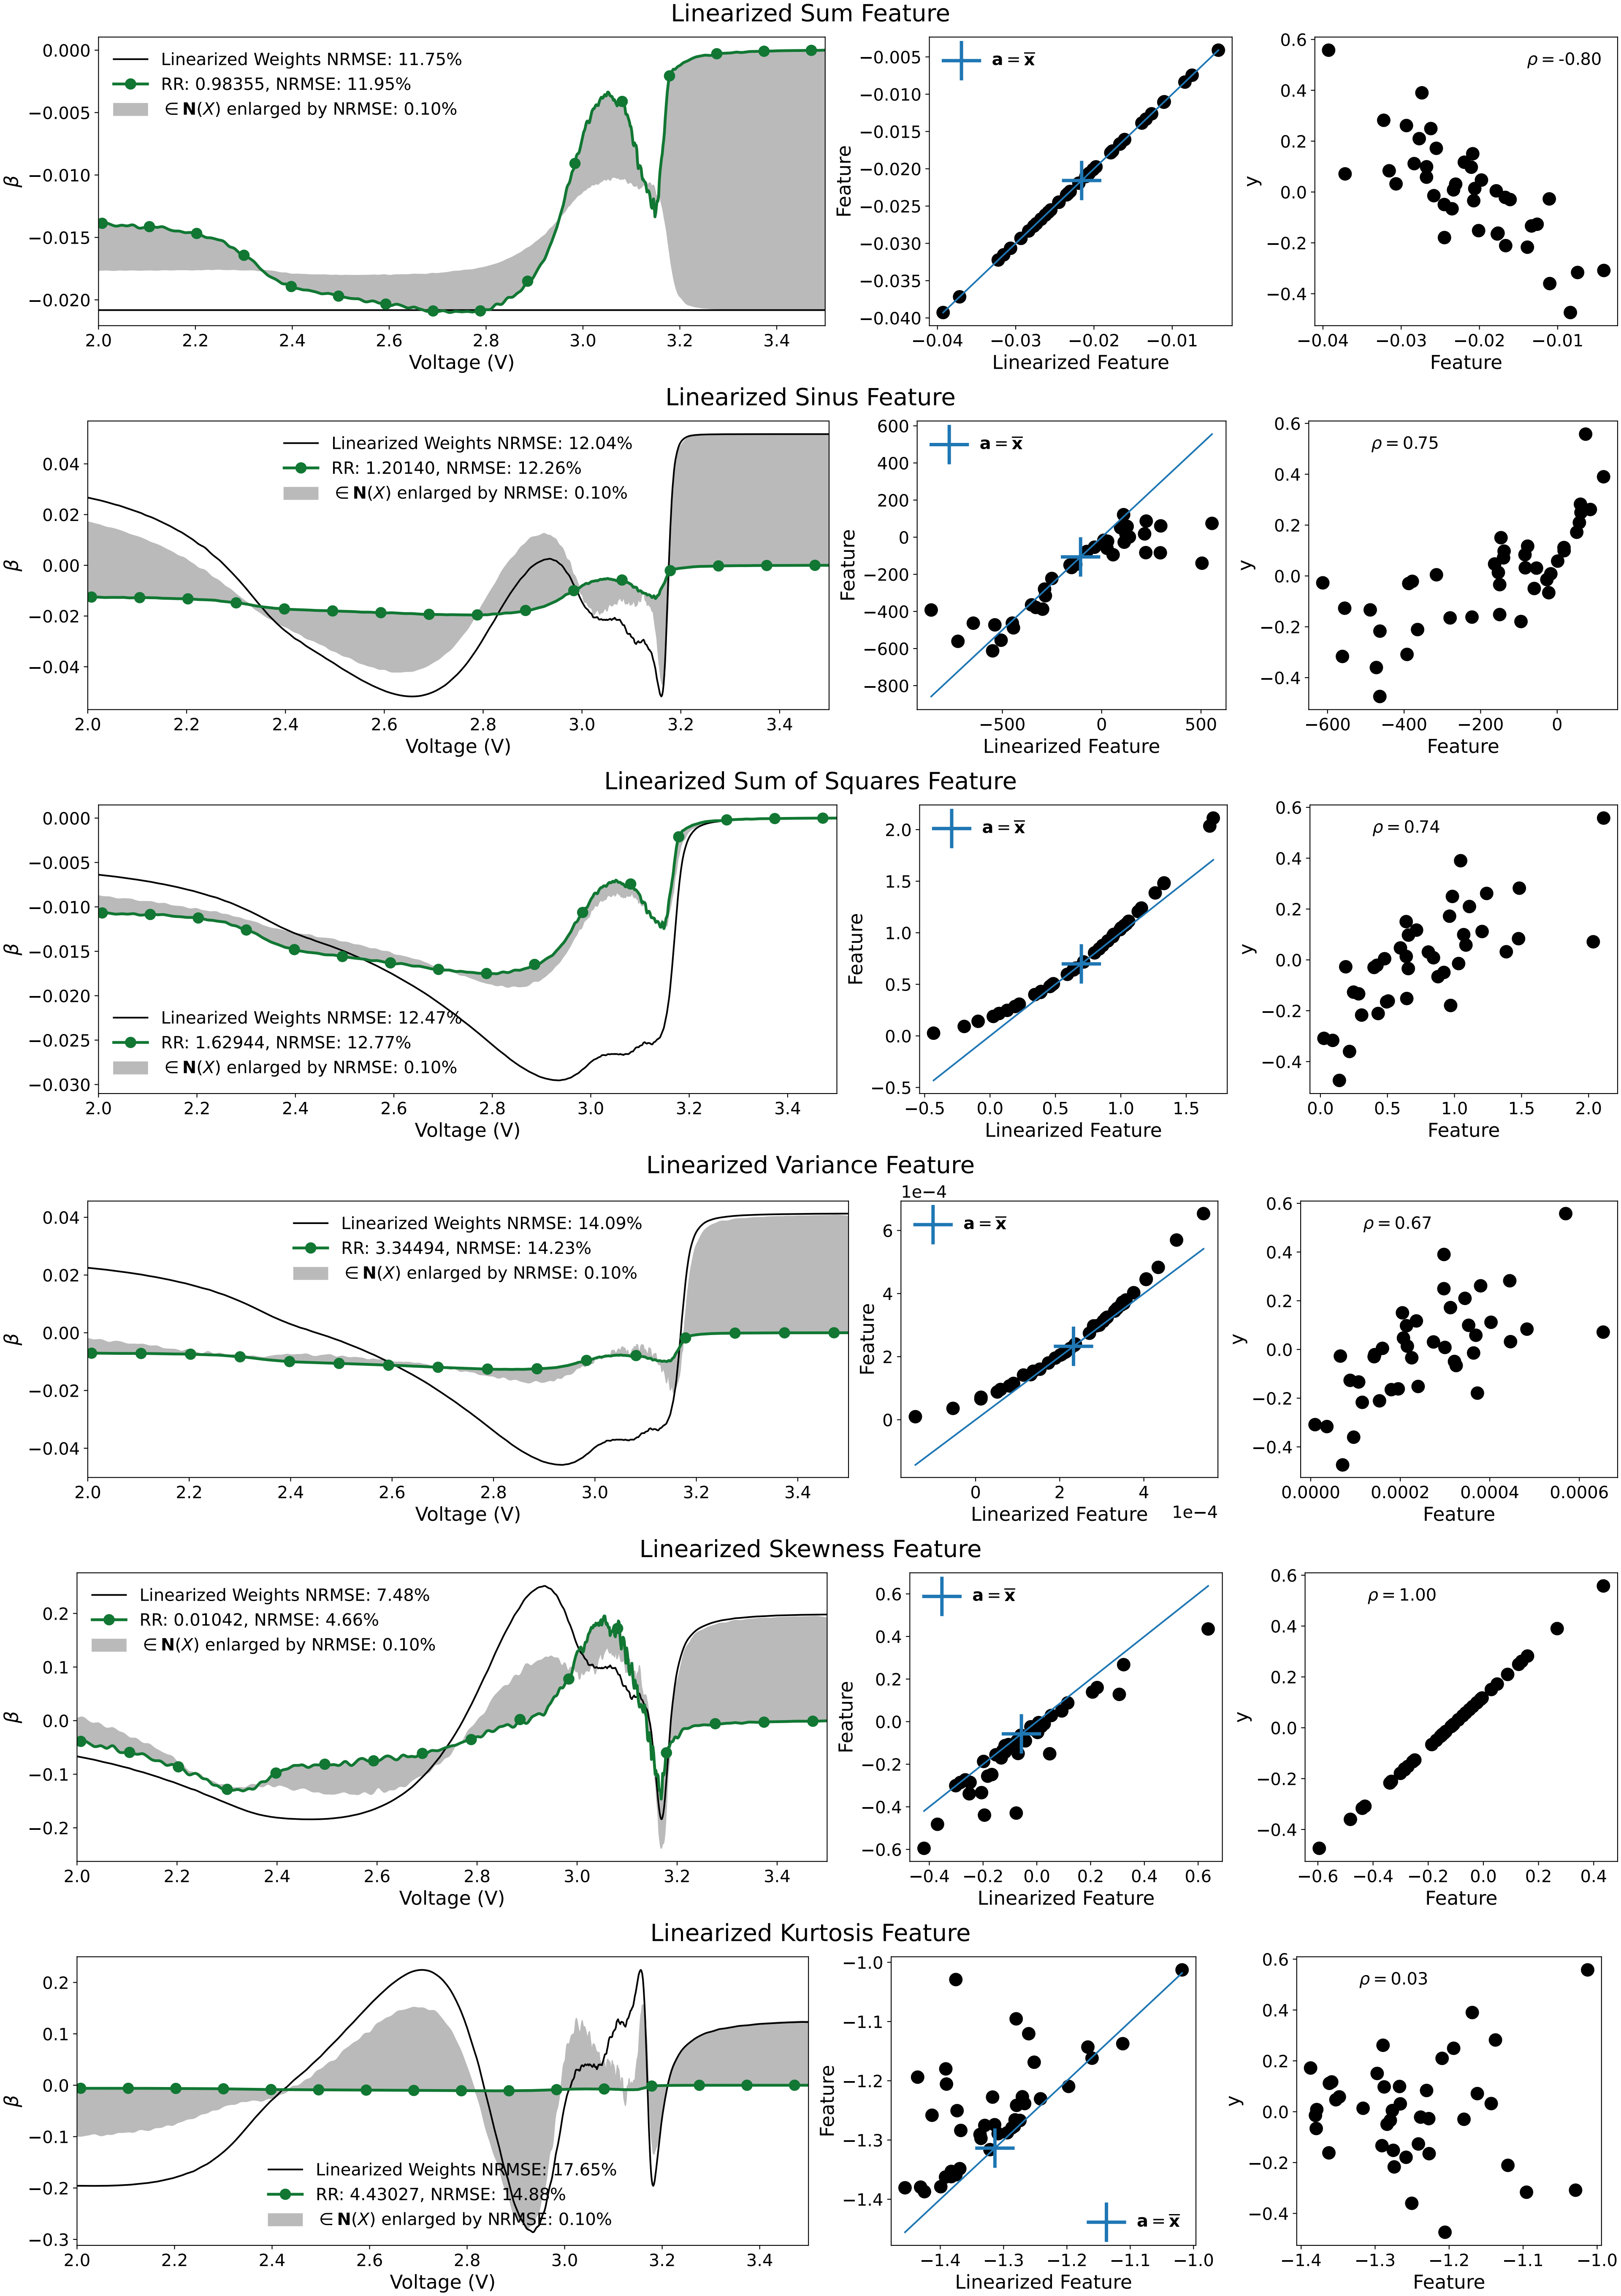 Linearized Sum Feature
Linearized Weights NRMSE: 11.75%
RR: 0.98355, NRMSE: 11.95%
∈ N(X) enlarged by NRMSE: 0.10%
0.000
−0.005
−0.010
−0.015
−0.020
β
2.0 2.2 2.4 2.6 2.8 3.0 3.2 3.4
Voltage (V)
a = x̅
−0.005
−0.010
−0.015
−0.020
−0.025
−0.030
−0.035
−0.040
Feature
−0.04 −0.03 −0.02 −0.01
Linearized Feature
ρ = -0.80
0.6
0.4
0.2
0.0
−0.2
−0.4
y
−0.04 −0.03 −0.02 −0.01
Feature
Linearized Sinus Feature
Linearized Weights NRMSE: 12.04%
RR: 1.20140, NRMSE: 12.26%
∈ N(X) enlarged by NRMSE: 0.10%
0.04
0.02
0.00
−0.02
−0.04
β
2.0 2.2 2.4 2.6 2.8 3.0 3.2 3.4
Voltage (V)
a = x̅
600
400
200
0
−200
−400
−600
−800
Feature
−500 0 500
Linearized Feature
ρ = 0.75
0.6
0.4
0.2
0.0
−0.2
−0.4
y
−600 −400 −200 0
Feature
Linearized Sum of Squares Feature
0.000
−0.005
−0.010
−0.015
−0.020
−0.025
−0.030
β
Linearized Weights NRMSE: 12.47%
RR: 1.62944, NRMSE: 12.77%
∈ N(X) enlarged by NRMSE: 0.10%
2.0 2.2 2.4 2.6 2.8 3.0 3.2 3.4
Voltage (V)
a = x̅
2.0
1.5
1.0
0.5
0.0
−0.5
Feature
−0.5 0.0 0.5 1.0 1.5
Linearized Feature
ρ = 0.74
0.6
0.4
0.2
0.0
−0.2
−0.4
y
0.0 0.5 1.0 1.5 2.0
Feature
Linearized Variance Feature
Linearized Weights NRMSE: 14.09%
RR: 3.34494, NRMSE: 14.23%
∈ N(X) enlarged by NRMSE: 0.10%
0.04
0.02
0.00
−0.02
−0.04
β
2.0 2.2 2.4 2.6 2.8 3.0 3.2 3.4
Voltage (V)
1e−4
a = x̅
6
4
2
0
Feature
0 2 4
Linearized Feature 1e−4
ρ = 0.67
0.6
0.4
0.2
0.0
−0.2
−0.4
y
0.0000 0.0002 0.0004 0.0006
Feature
Linearized Skewness Feature
Linearized Weights NRMSE: 7.48%
RR: 0.01042, NRMSE: 4.66%
∈ N(X) enlarged by NRMSE: 0.10%
0.2
0.1
0.0
−0.1
−0.2
β
2.0 2.2 2.4 2.6 2.8 3.0 3.2 3.4
Voltage (V)
a = x̅
0.6
0.4
0.2
0.0
−0.2
−0.4
−0.6
Feature
−0.4 −0.2 0.0 0.2 0.4 0.6
Linearized Feature
ρ = 1.00
0.6
0.4
0.2
0.0
−0.2
−0.4
y
−0.6 −0.4 −0.2 0.0 0.2 0.4
Feature
Linearized Kurtosis Feature
0.2
0.1
0.0
−0.1
−0.2
−0.3
β
Linearized Weights NRMSE: 17.65%
RR: 4.43027, NRMSE: 14.88%
∈ N(X) enlarged by NRMSE: 0.10%
2.0 2.2 2.4 2.6 2.8 3.0 3.2 3.4
Voltage (V)
−1.0
−1.1
−1.2
−1.3
−1.4
Feature
a = x̅
−1.4 −1.3 −1.2 −1.1 −1.0
Linearized Feature
ρ = 0.03
0.6
0.4
0.2
0.0
−0.2
−0.4
y
−1.4 −1.3 −1.2 −1.1 −1.0
Feature